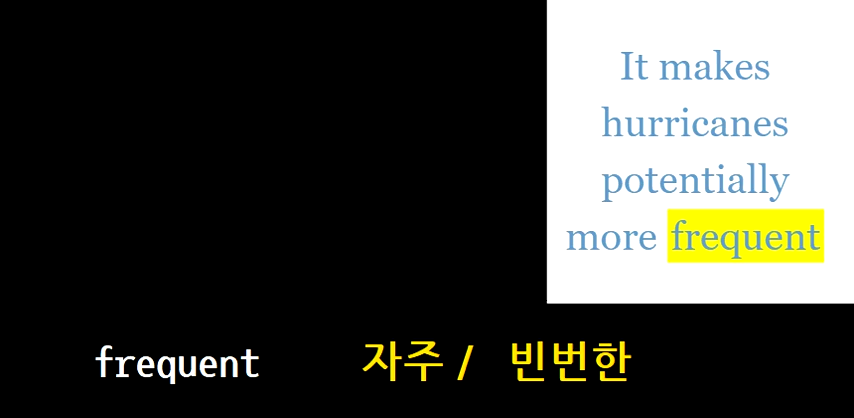 It makes
hurricanes
potentially
more frequent
frequent 자주 / 빈번한